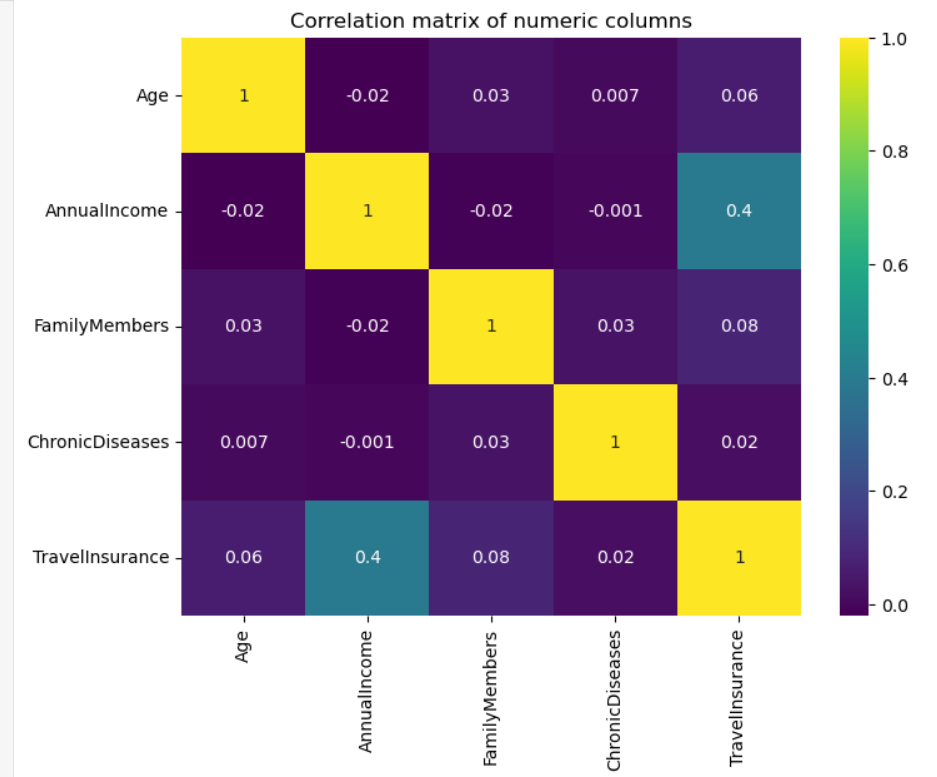 Correlation matrix of numeric columns
Age 1 -0.02 0.03 0.007 0.06
AnnualIncome -0.02 1 -0.02 -0.001 0.4
FamilyMembers 0.03 -0.02 1 0.03 0.08
ChronicDiseases 0.007 -0.001 0.03 1 0.02
TravelInsurance 0.06 0.4 0.08 0.02 1
Age
AnnualIncome
FamilyMembers
ChronicDiseases
TravelInsurance
1.0
0.8
0.6
0.4
0.2
0.0